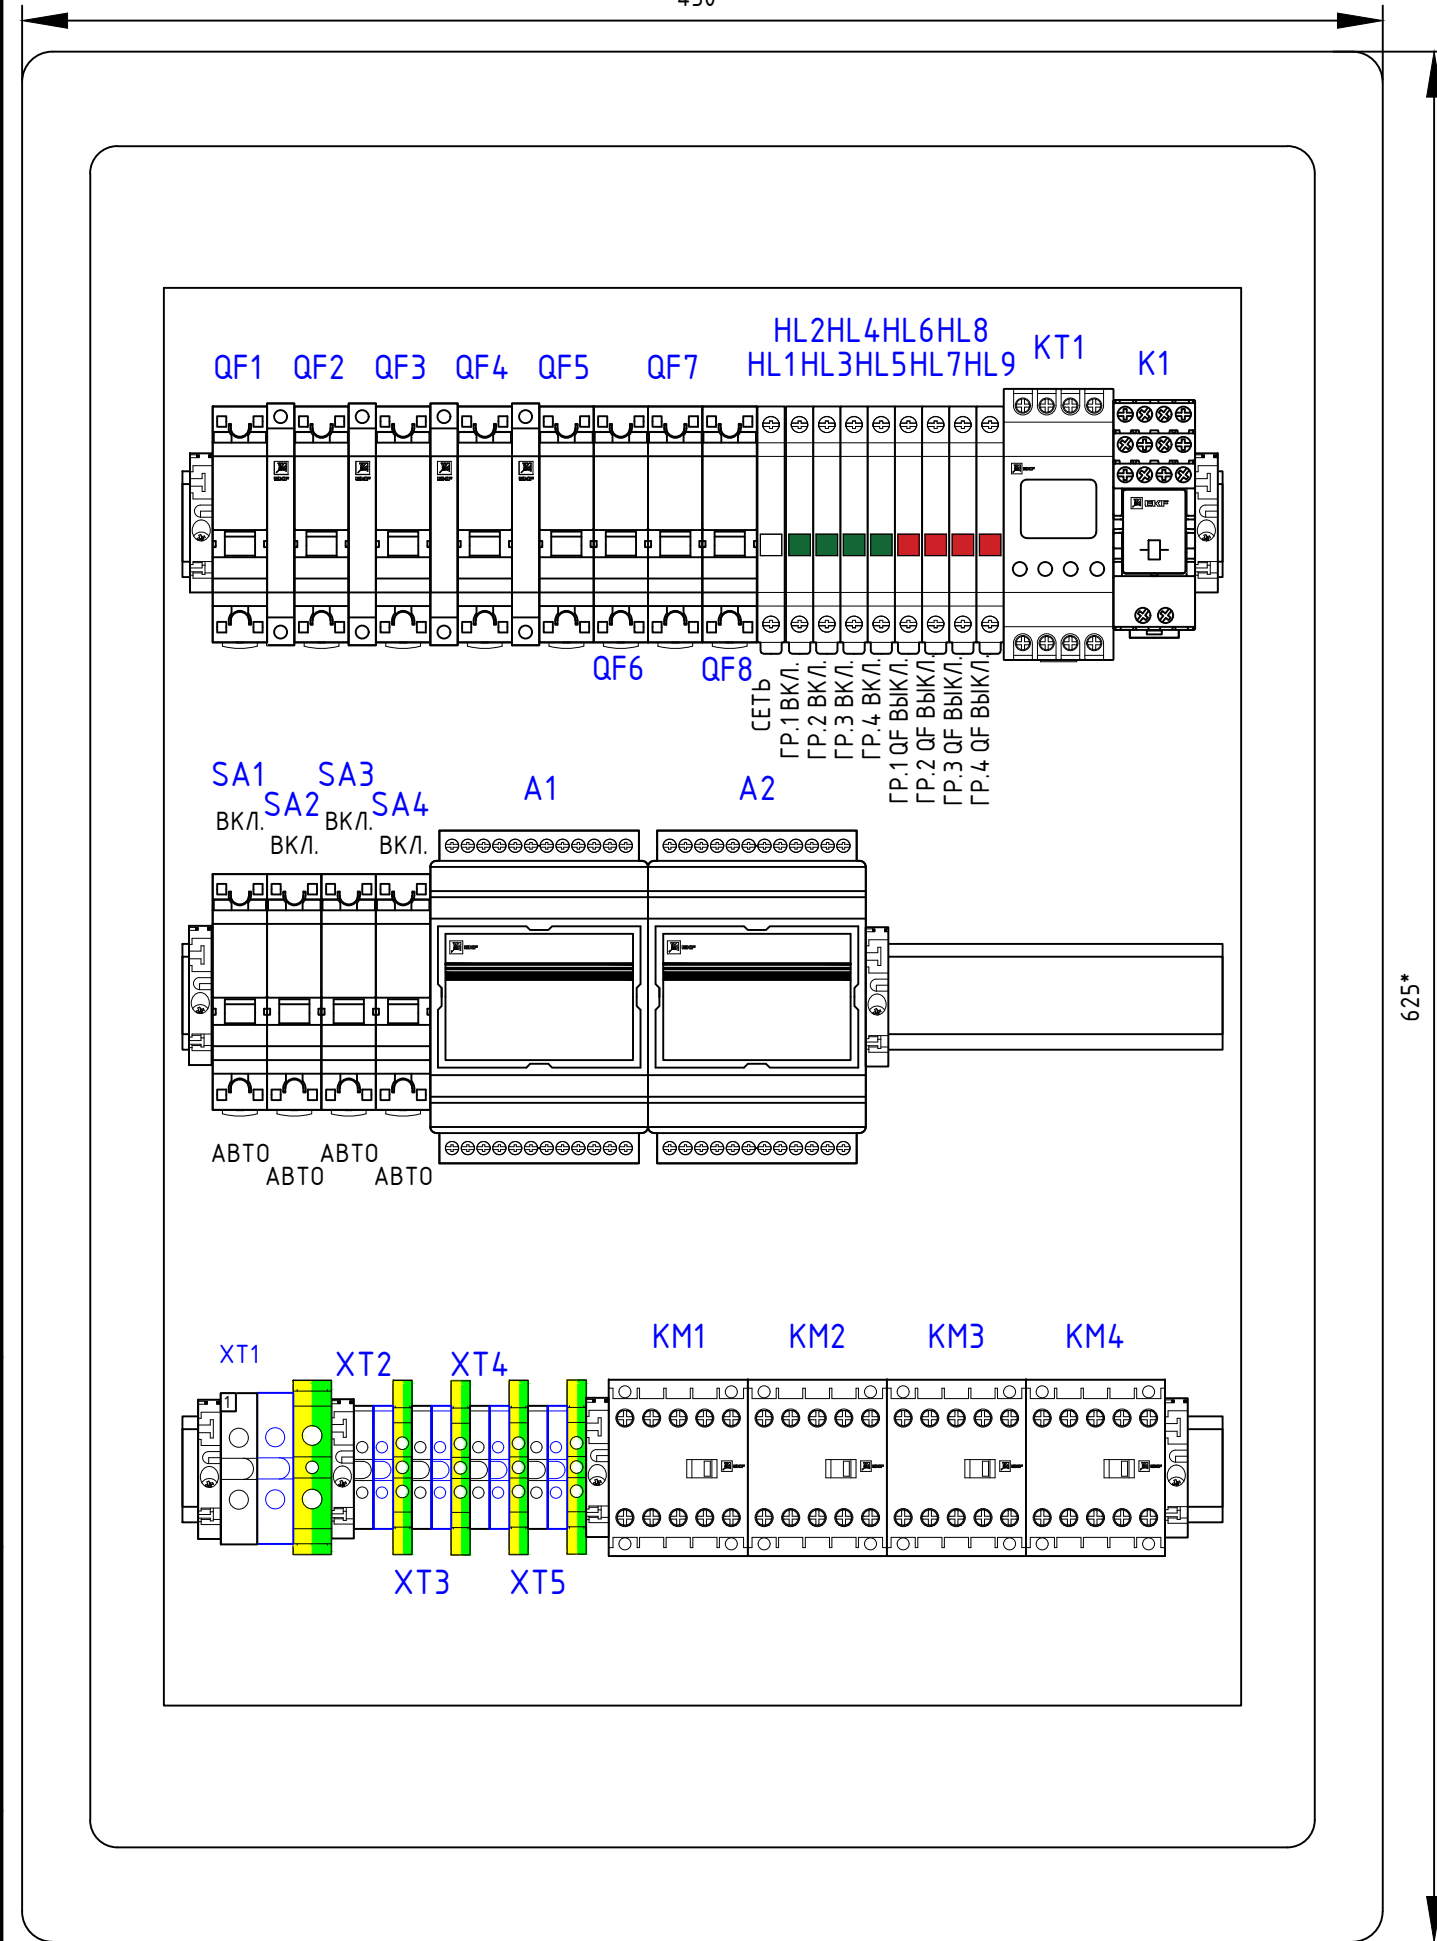 HL2HL4HL6HL8
QF1 QF2 QF3 QF4 QF5 QF7 HL1HL3HL5HL7HL9 KT1 K1
EKF
QF6 QF8
СЕТЬ
ГР.1 ВКЛ.
ГР.2 ВКЛ.
ГР.3 ВКЛ.
ГР.4 ВКЛ.
ГР.1 QF ВЫКЛ.
ГР.2 QF ВЫКЛ.
ГР.3 QF ВЫКЛ.
ГР.4 QF ВЫКЛ.
SA1 SA3 A1 A2
SA2 SA4
ВКЛ. ВКЛ.
ВКЛ. ВКЛ.
625*
АВТО АВТО
АВТО АВТО
XT1 XT2 XT4 KM1 KM2 KM3 KM4
1
XT3 XT5